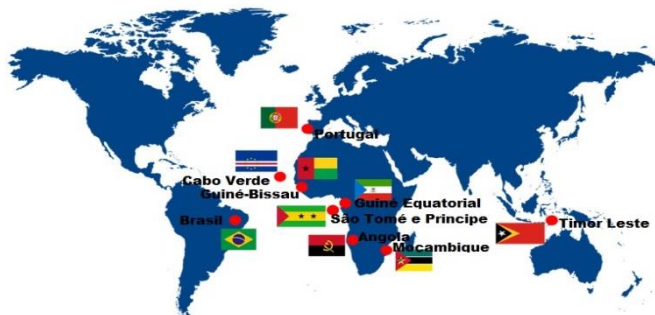 Portugal
Cabo Verde
Guiné-Bissau
Guiné Equatorial
São Tomé e Principe
Brasil
Timor Leste
Angola
Moçambique